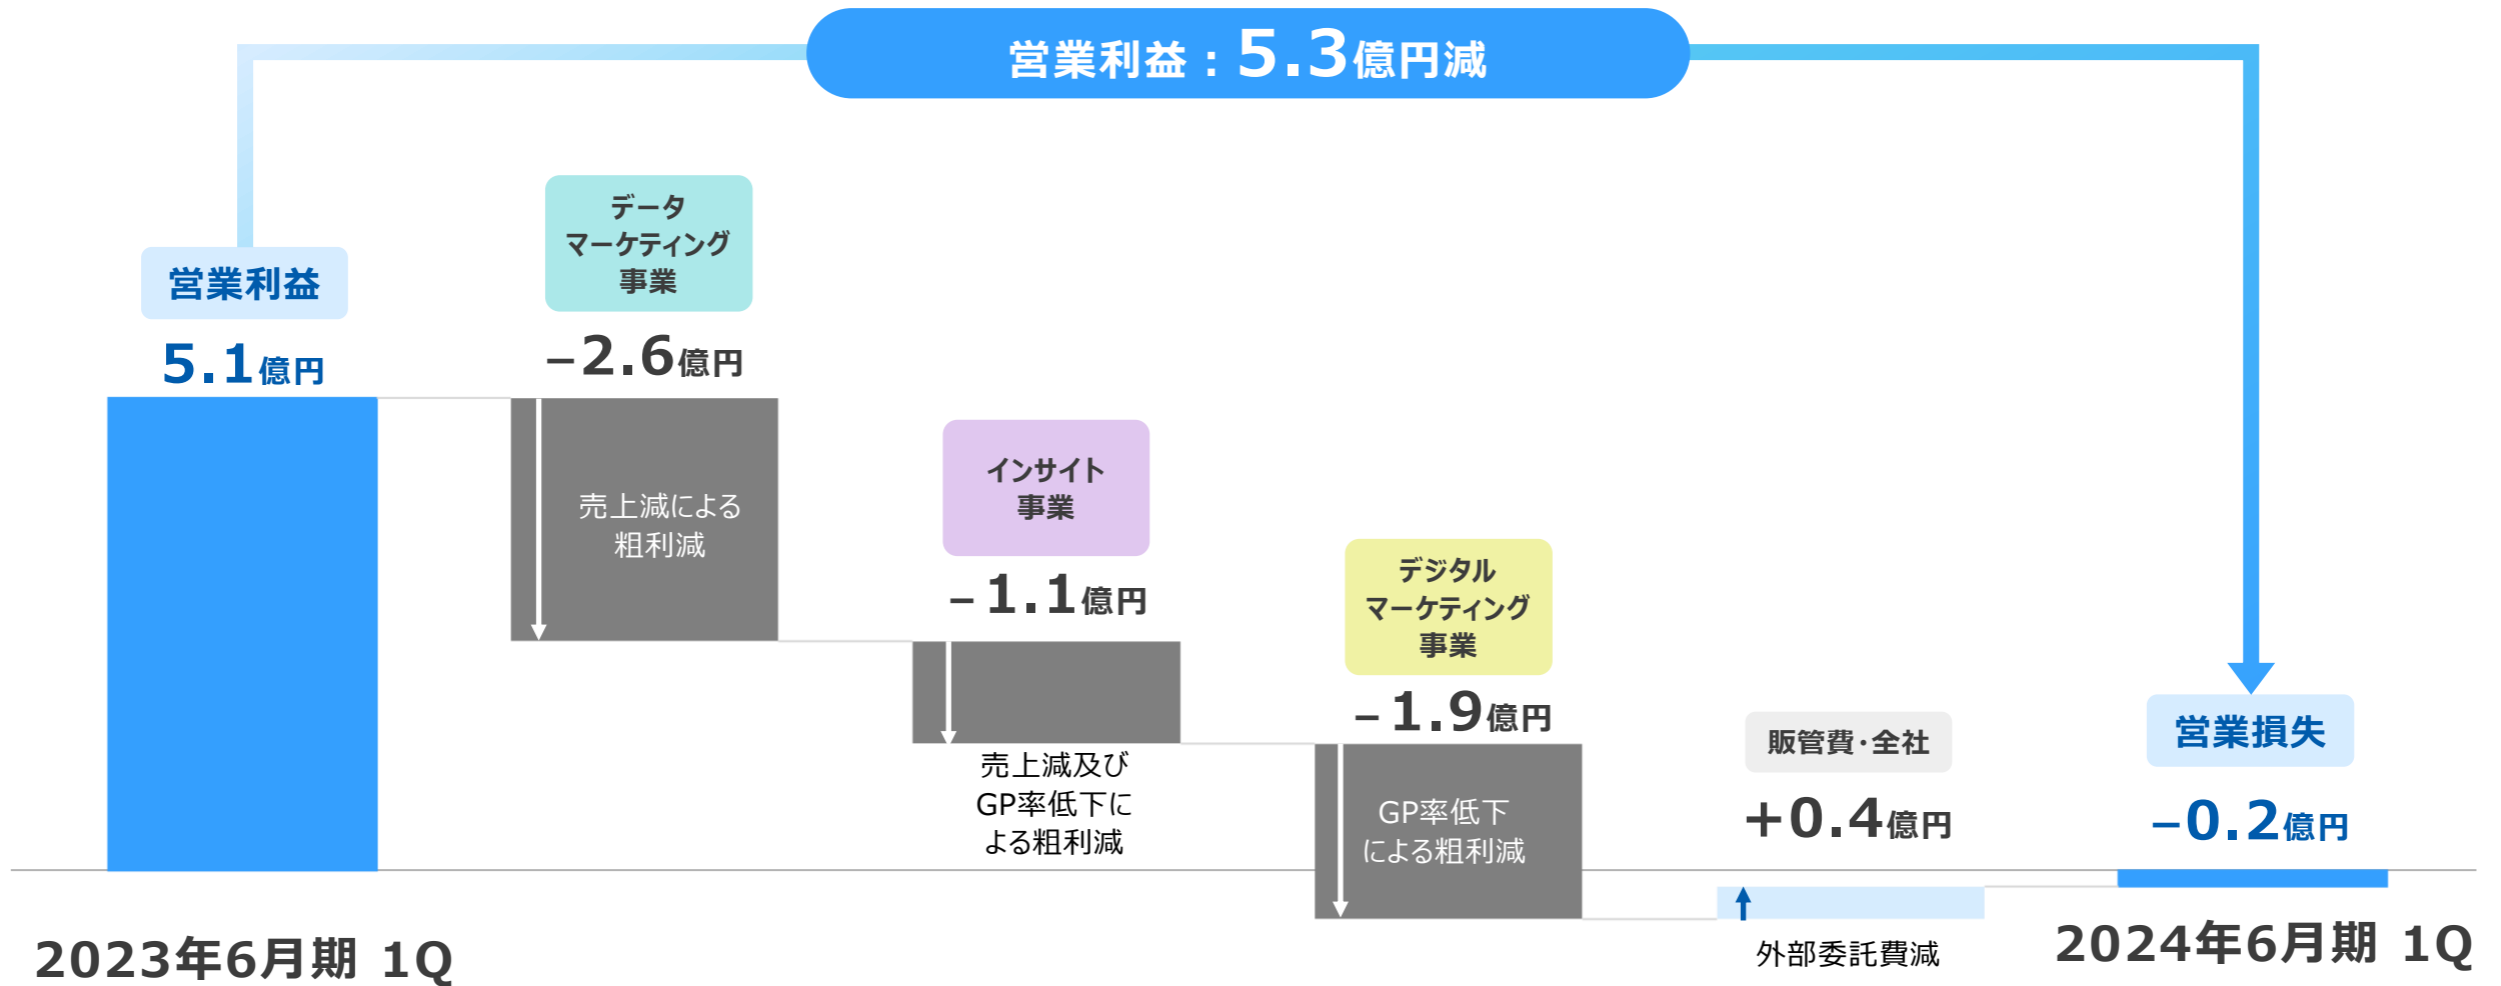 営業利益：5.3億円減
営業利益
5.1億円
データ
マーケティング
事業
−2.6億円
売上減による
粗利減
インサイト
事業
−1.1億円
売上減及び
GP率低下に
よる粗利減
デジタル
マーケティング
事業
−1.9億円
GP率低下
による粗利減
販管費･全社
+0.4億円
外部委託費減
営業損失
−0.2億円
2023年6月期 1Q
2024年6月期 1Q